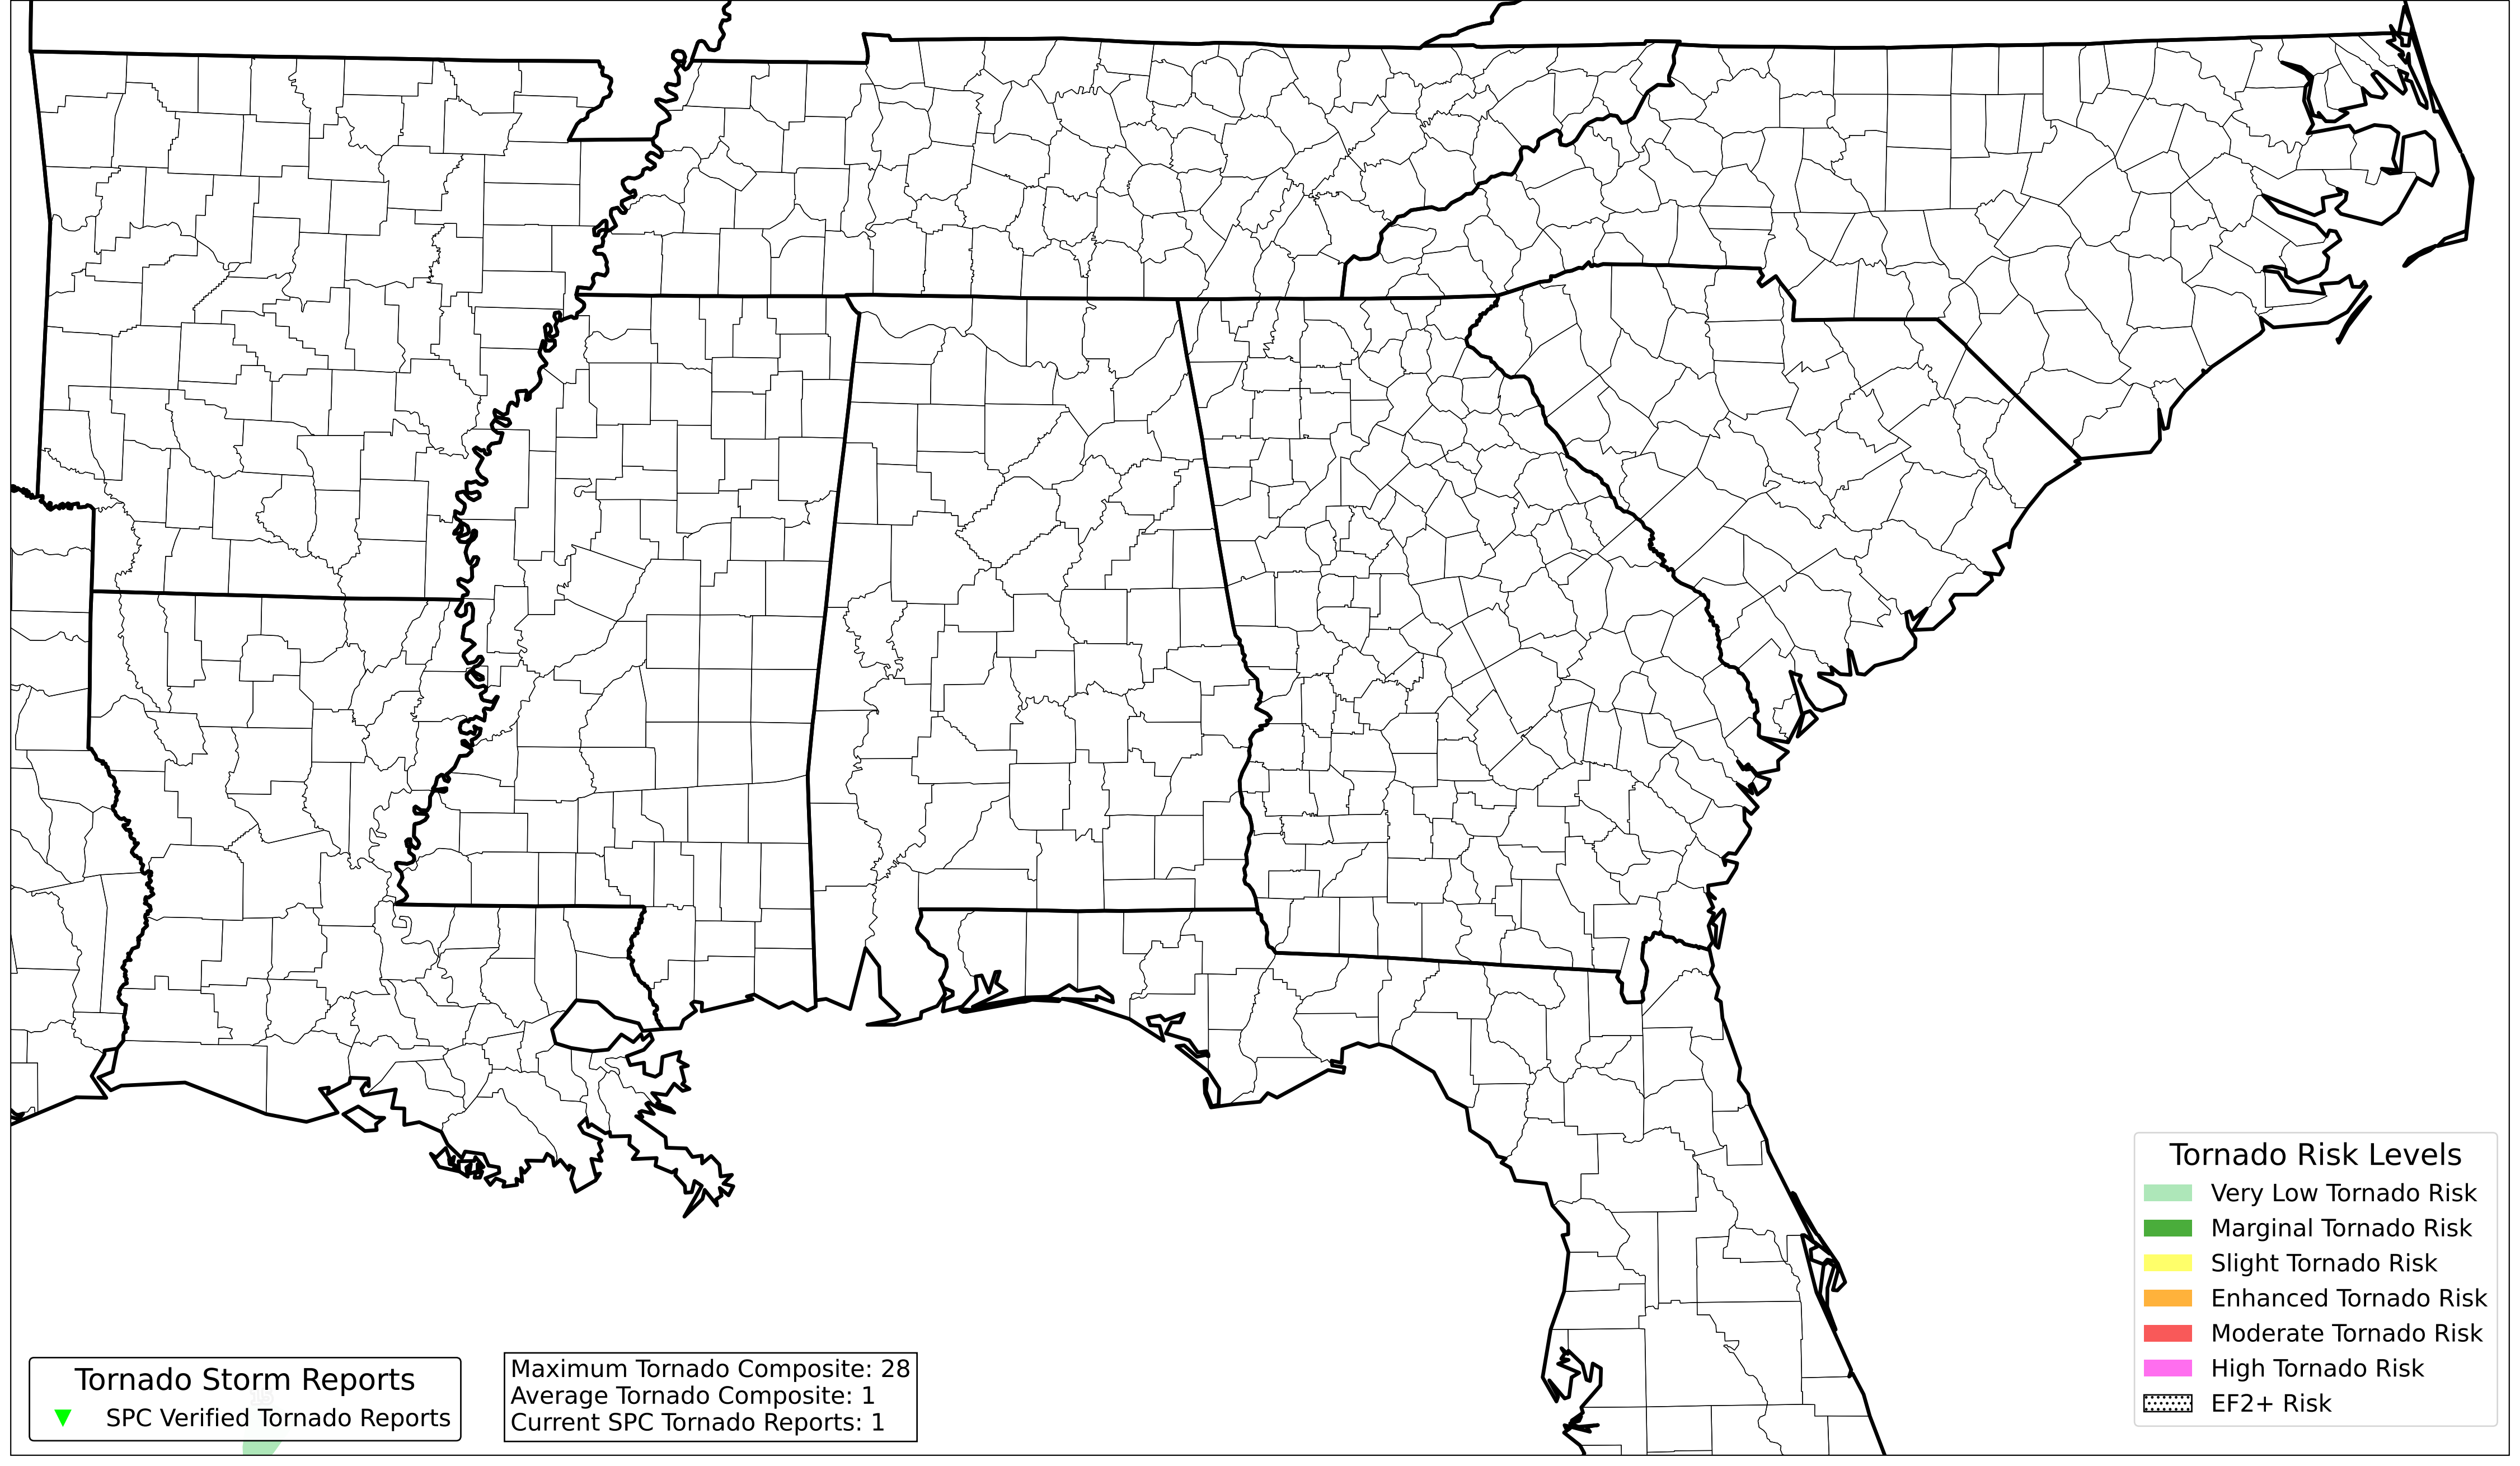 Tornado Risk Levels
Very Low Tornado Risk
Marginal Tornado Risk
Slight Tornado Risk
Enhanced Tornado Risk
Moderate Tornado Risk
High Tornado Risk
EF2+ Risk
Tornado Storm Reports
SPC Verified Tornado Reports
Maximum Tornado Composite: 28
Average Tornado Composite: 1
Current SPC Tornado Reports: 1